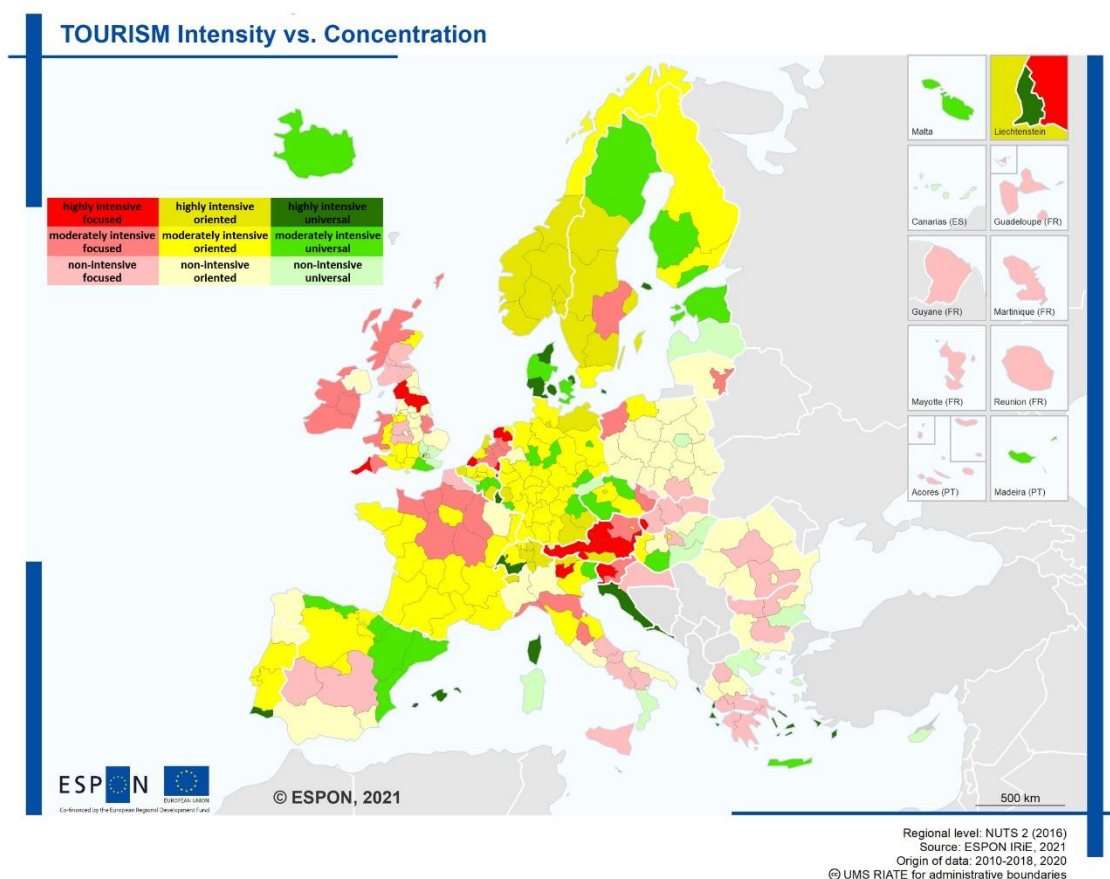 TOURISM Intensity vs. Concentration
highly intensive focused
highly intensive oriented
highly intensive universal
moderately intensive focused
moderately intensive oriented
moderately intensive universal
non-intensive focused
non-intensive oriented
non-intensive universal
Malta
Liechtenstein
Canarias (ES)
Guadeloupe (FR)
Guyane (FR)
Martinique (FR)
Mayotte (FR)
Reunion (FR)
Acores (PT)
Madeira (PT)
500 km
ESPON
EUROPEAN UNION
Co-financed by the European Regional Development Fund
© ESPON, 2021
Regional level: NUTS 2 (2016)
Source: ESPON IRiE, 2021
Origin of data: 2010-2018, 2020
UMS RIATE for administrative boundaries